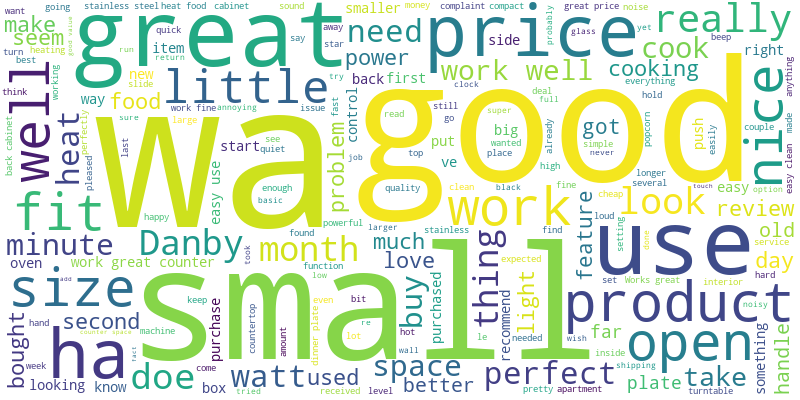 want
going
stainless steel
heat food
cabinet
sound
money
complaint
compact
great price
noise
make
great
price
really
seem
smaller
need
item
quick
say
away
star
side
yet
turn
best
heating
run
return
glass
probably
beep
cook
right
think
working
new
slide
little
power
work well
cooking
nice
well
way
food
work fine
annoying
issue
try
back
first
clock
everything
hold
anything
good
wa
large
sure
perfectly
start
fast
control
still
go
deal
full
got
push
couple
made
back cabinet
heat
last
see
quiet
problem
read
super
big
wanted
place
already
simple
never
popcorn
easily
easy clean
pleased
easy use
job
put
top
ve
high
longer
several
touch
option
fit
happy
enough
basic
quality
clean
black
fine
cheap
easy
work
look
review
minute
Danby
month
powerful
found
larger
stainless
find
loud
feature
setting
old
use
oven
work great counter
took
much
love
thing
expected
light
done
day
service
interior
hard
size
add
small
function
low
even
buy
purchased
recommend
needed
set
Works great
noisy
product
handle
bought
second
keep
countertop
bit
hot
wish
far
inside
open
something
hand
counter space
machine
ha
purchase
amount
dinner plate
lot
re
wall
le
perfect
shipping
plate
take
week
fact
doe
come
watt
used
space
better
looking
know
box
tried
received
level
pretty
apartment
turntable